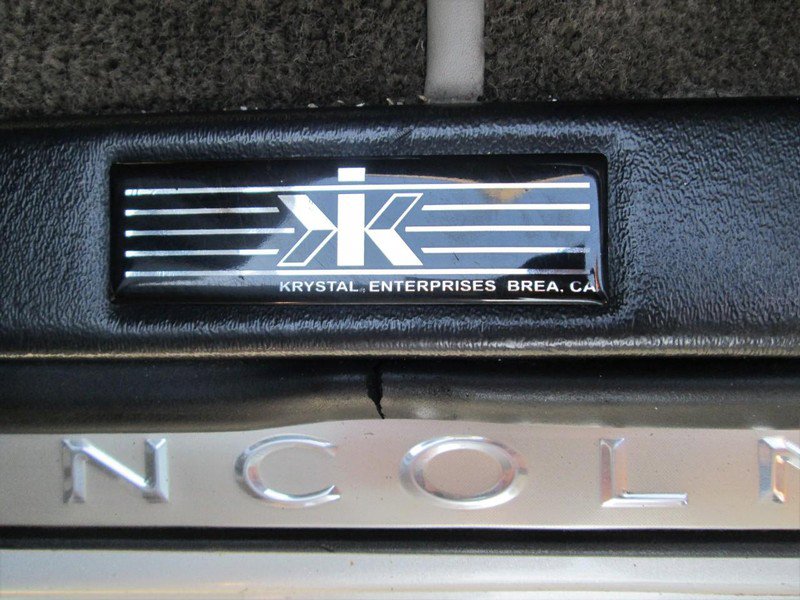 KRYSTAL ENTERPRISES BREA, CA
NCOLN